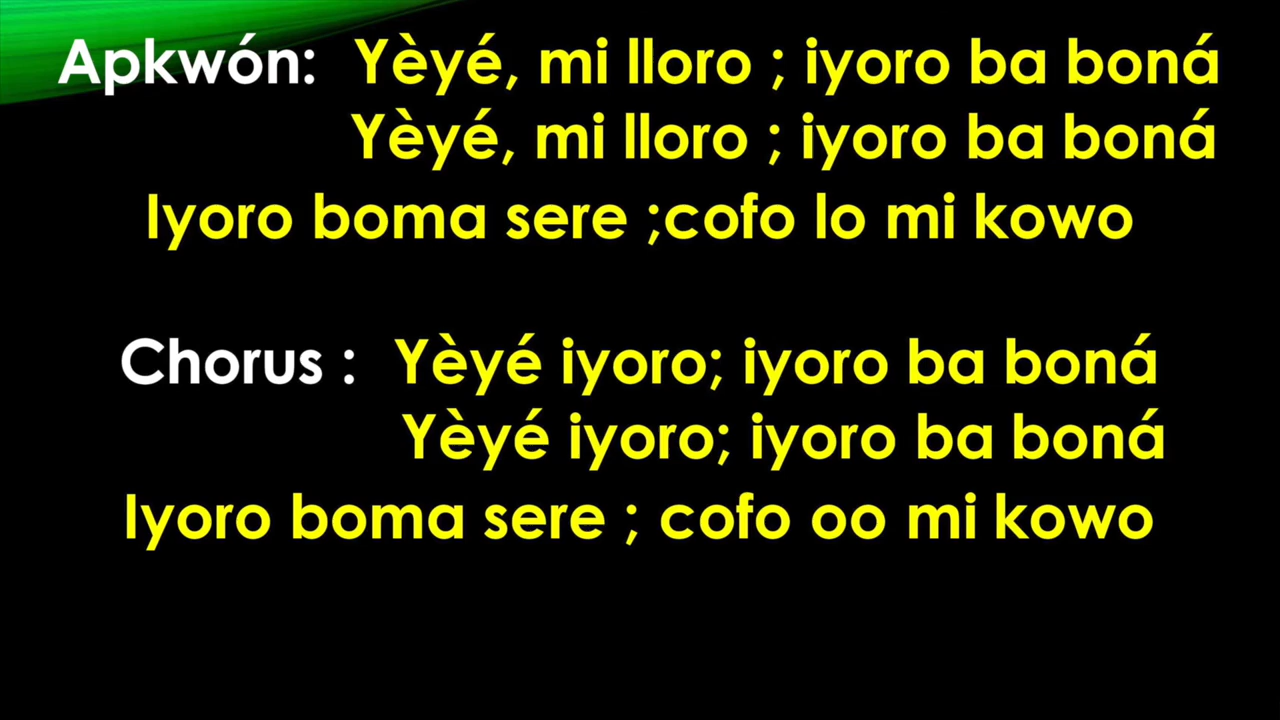 Apkwón: Yèyé, mi lloro ; iyoro ba boná
Yèyé, mi lloro ; iyoro ba boná
Iyoro boma sere ;cofo lo mi kowo
Chorus : Yèyé iyoro; iyoro ba boná
Yèyé iyoro; iyoro ba boná
Iyoro boma sere ; cofo oo mi kowo